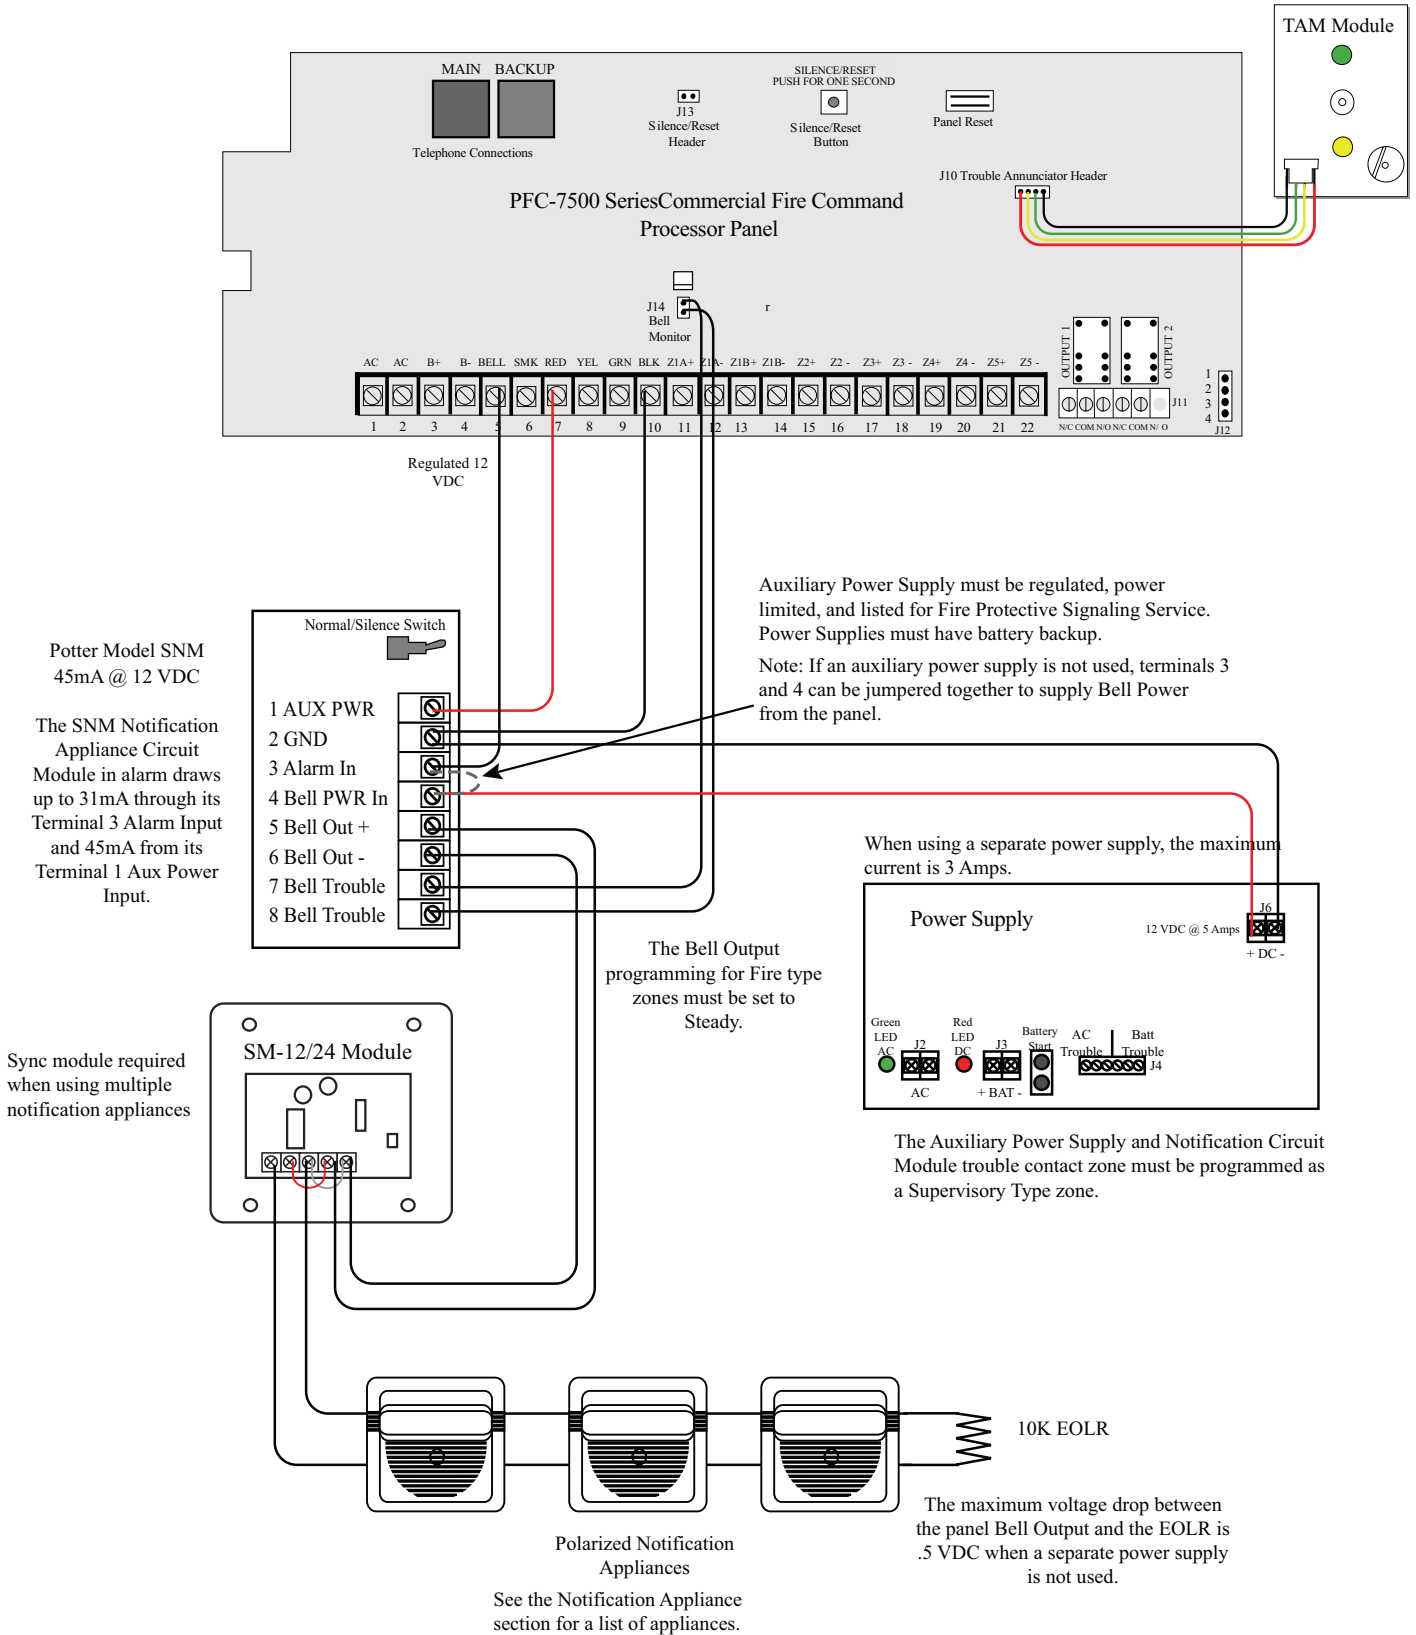 TAM Module
MAIN BACKUP
Telephone Connections
J13
Silence/Reset
Header
SILENCE/RESET
PUSH FOR ONE SECOND
Silence/Reset
Button
Panel Reset
J10 Trouble Annunciator Header
PFC-7500 SeriesCommercial Fire Command
Processor Panel
J14
Bell
Monitor
r
OUTPUT 1
OUTPUT 2
AC AC B+ B- BELL SMK RED YEL GRN BLK Z1A+ Z1A- Z1B+ Z1B- Z2+ Z2 - Z3+ Z3 - Z4+ Z4 - Z5+ Z5 -
1 2 3 4 5 6 7 8 9 10 11 12 13 14 15 16 17 18 19 20 21 22
J11
N/C COM N/O N/C COM N/ O
1
2
3
4
J12
Regulated 12
VDC
Auxiliary Power Supply must be regulated, power
limited, and listed for Fire Protective Signaling Service.
Power Supplies must have battery backup.
Note: If an auxiliary power supply is not used, terminals 3
and 4 can be jumpered together to supply Bell Power
from the panel.
Potter Model SNM
45mA @ 12 VDC
The SNM Notification
Appliance Circuit
Module in alarm draws
up to 31mA through its
Terminal 3 Alarm Input
and 45mA from its
Terminal 1 Aux Power
Input.
Normal/Silence Switch
1 AUX PWR
2 GND
3 Alarm In
4 Bell PWR In
5 Bell Out +
6 Bell Out -
7 Bell Trouble
8 Bell Trouble
When using a separate power supply, the maximum
current is 3 Amps.
Power Supply
J6
12 VDC @ 5 Amps
+ DC -
Green
LED
AC
J2
AC
Red
LED
DC
J3
+ BAT -
Battery
Start
AC
Trouble
Batt
Trouble
J4
The Bell Output
programming for Fire type
zones must be set to
Steady.
The Auxiliary Power Supply and Notification Circuit
Module trouble contact zone must be programmed as
a Supervisory Type zone.
Sync module required
when using multiple
notification appliances
SM-12/24 Module
10K EOLR
The maximum voltage drop between
the panel Bell Output and the EOLR is
.5 VDC when a separate power supply
is not used.
Polarized Notification
Appliances
See the Notification Appliance
section for a list of appliances.